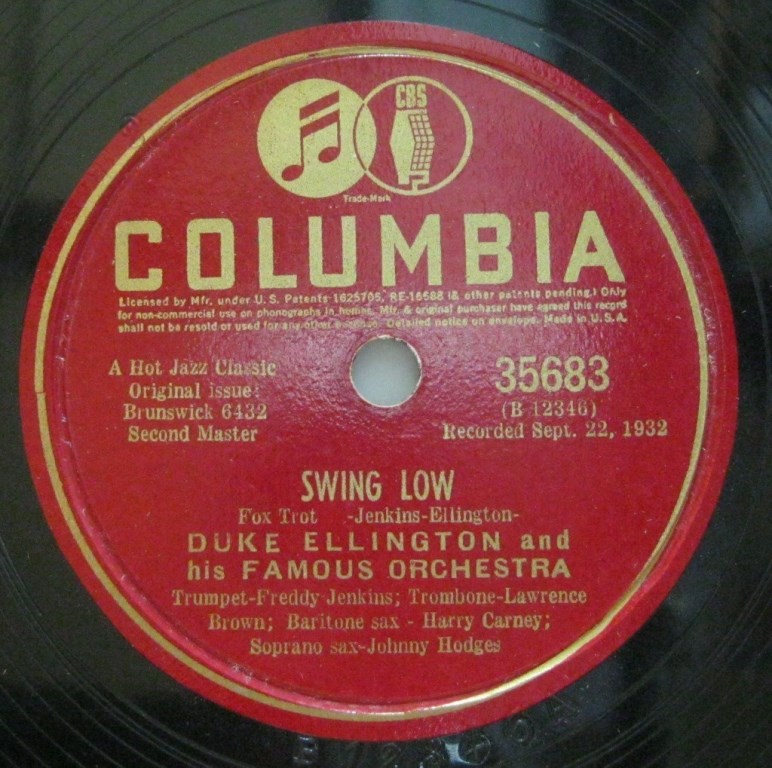 CBS
Trade-Mark
COLUMBIA
Licensed by Mfr. under U. S. Patents 1625705, RE-16588 (& other patents pending.) Only
for non-commercial use on phonographs in homes. Mfr. & original purchaser have agreed this record
shall not be resold or used for any other purpose. Detailed notice on envelope. Made in U. S. A.
A Hot Jazz Classic
Original issue:
Brunswick 6432
Second Master
35683
(B 12346)
Recorded Sept. 22, 1932
SWING LOW
Fox Trot -Jenkins-Ellington-
DUKE ELLINGTON and
his FAMOUS ORCHESTRA
Trumpet-Freddy Jenkins; Trombone-Lawrence
Brown; Baritone sax - Harry Carney;
Soprano sax-Johnny Hodges